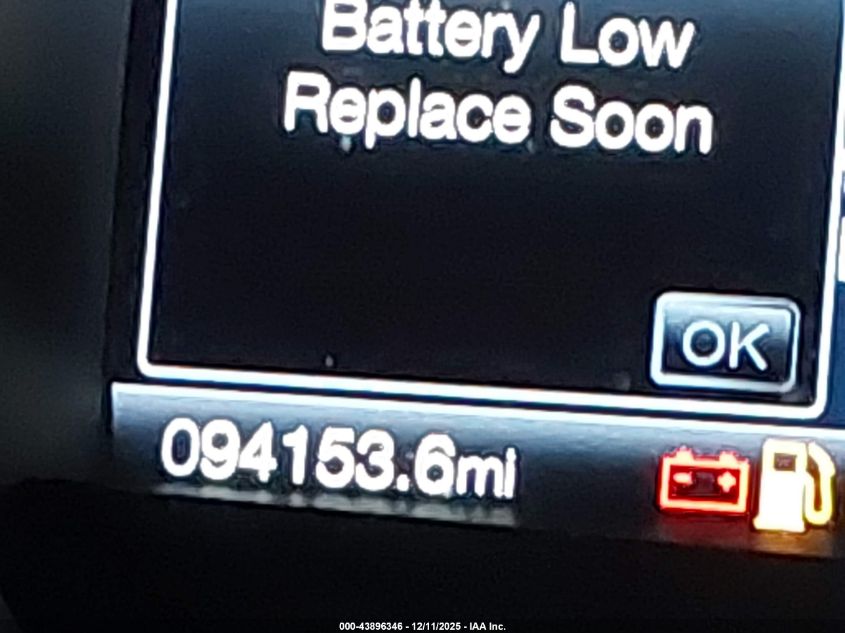 Battery Low
Replace Soon
OK
094153.6mi
000-43896346 - 12/11/2025 - IAA Inc.